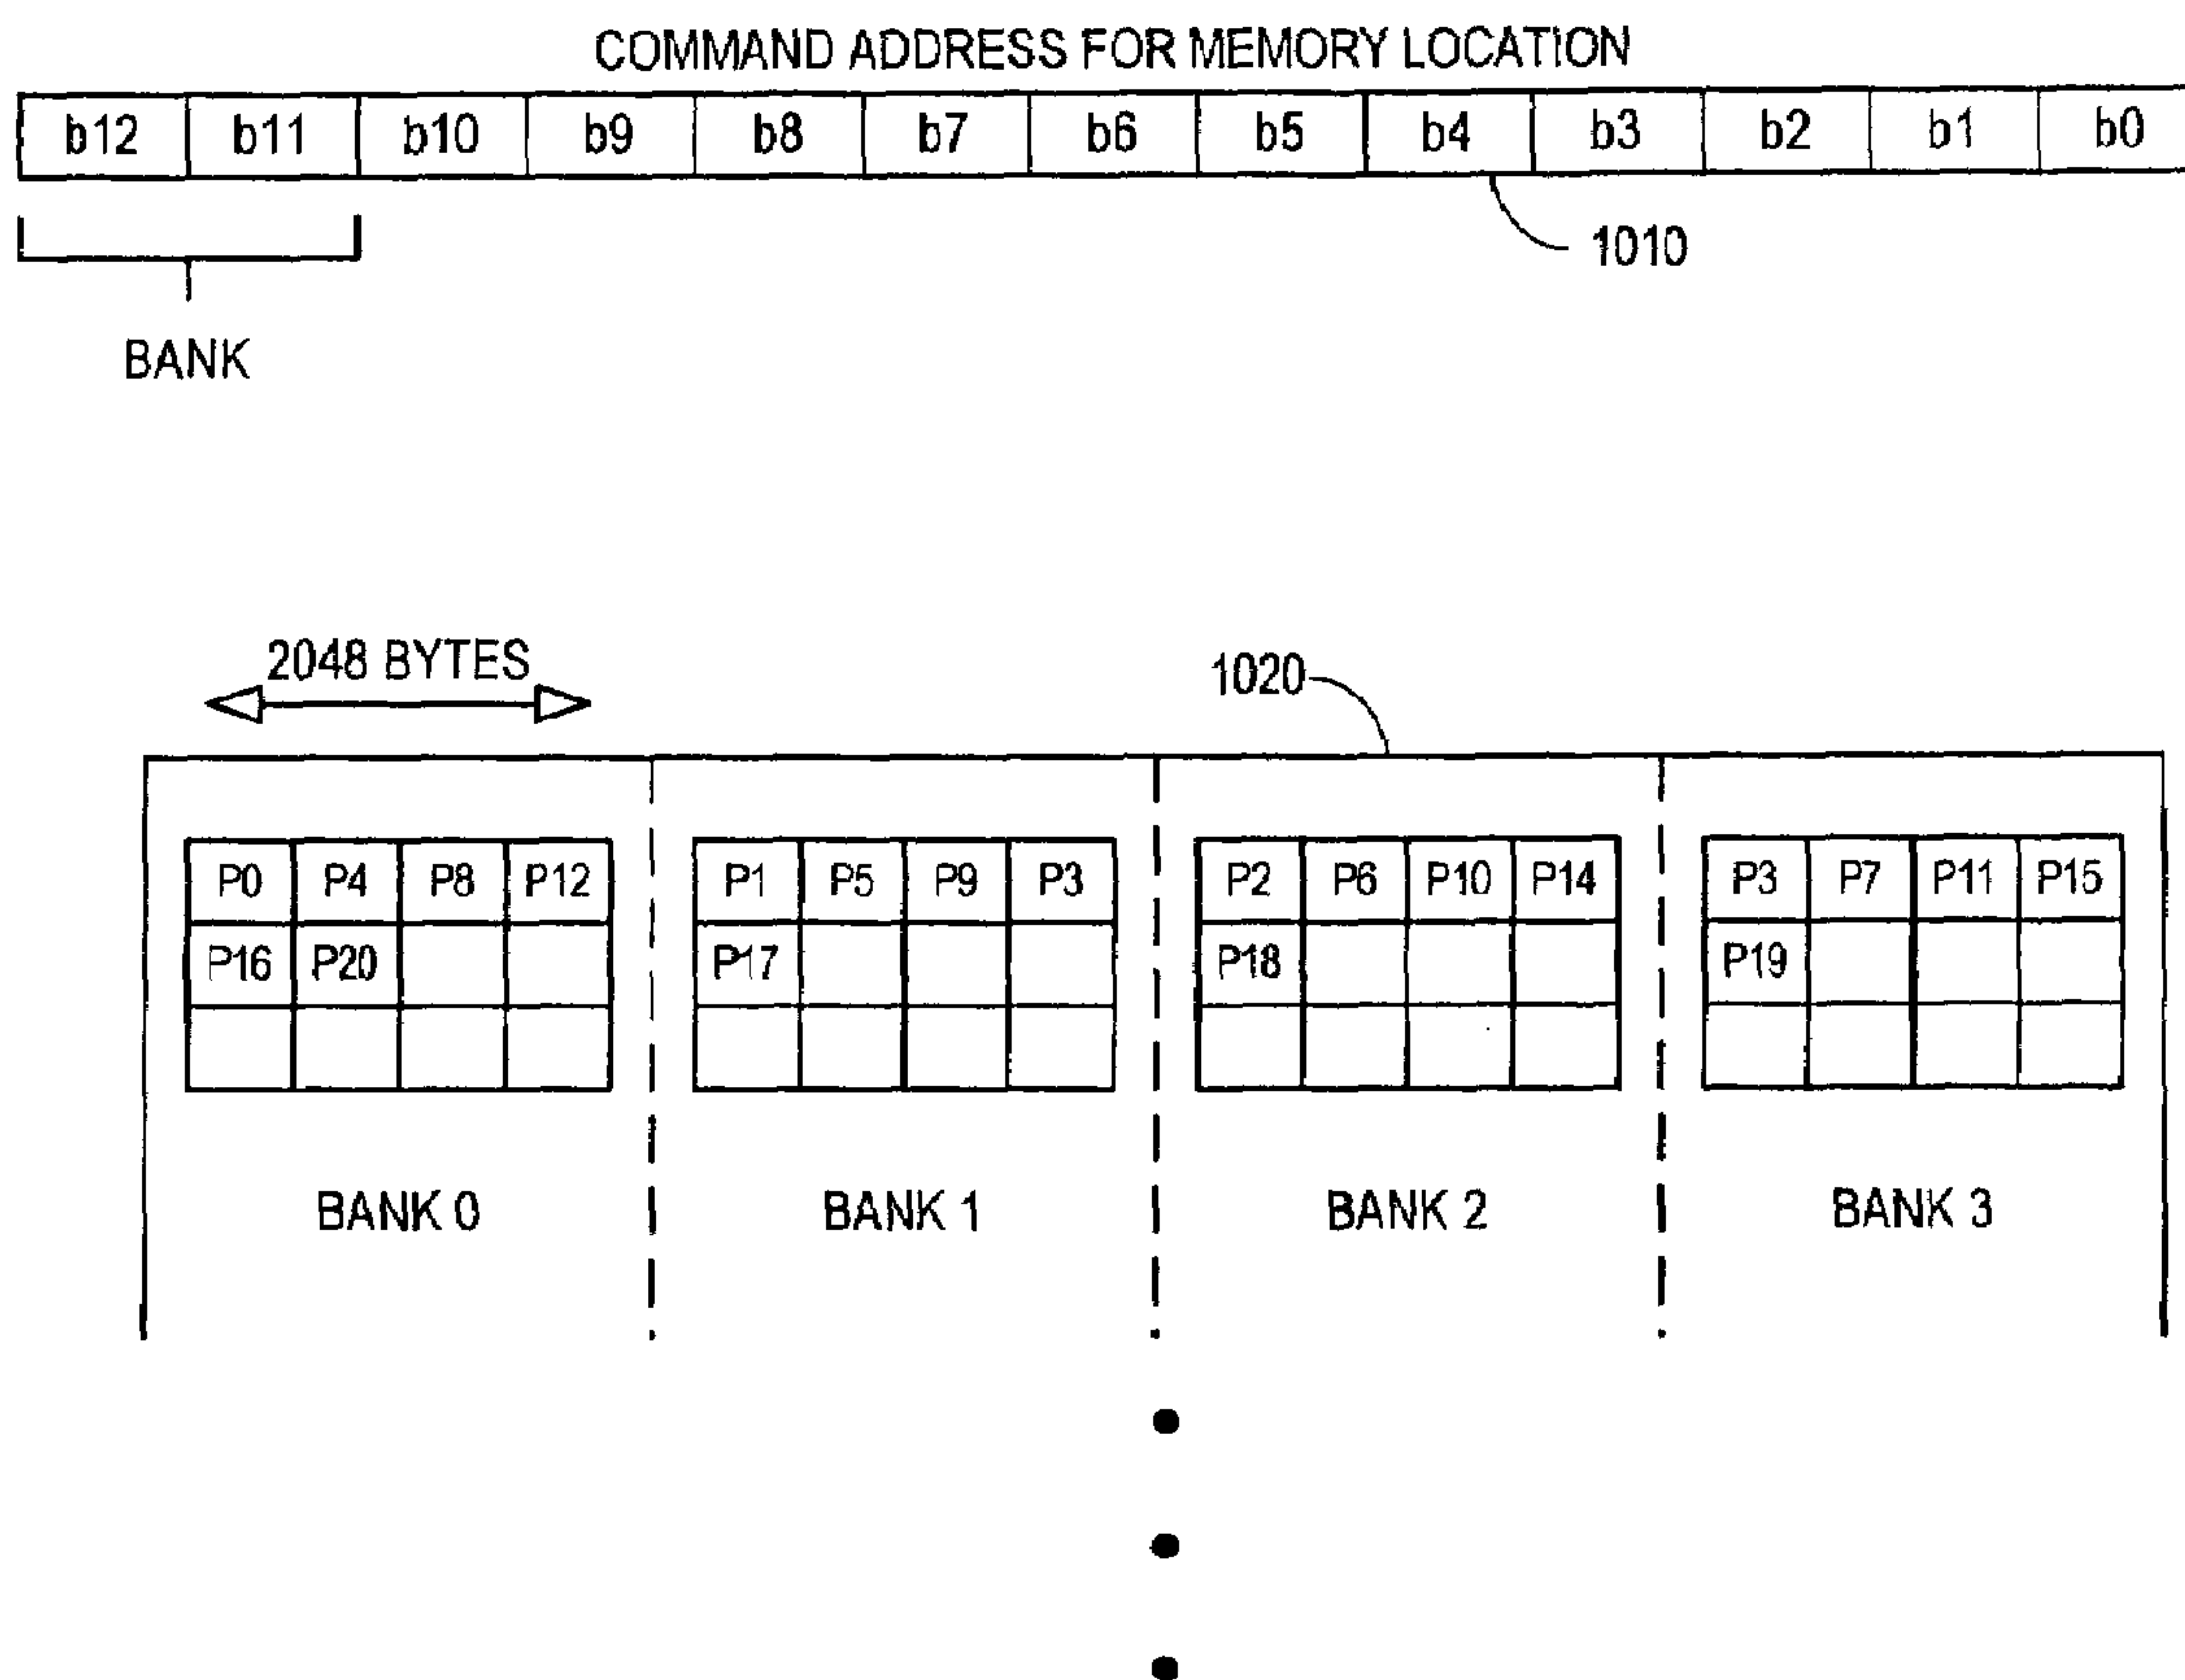 COMMAND ADDRESS FOR MEMORY LOCATION
b12 b11 b10 b9 b8 b7 b6 b5 b4 b3 b2 b1 b0
1010
BANK
2048 BYTES
1020
P0 P4 P8 P12 P1 P5 P9 P3 P2 P6 P10 P14 P3 P7 P11 P15
P16 P20 P17 P18 P19
BANK 0 BANK 1 BANK 2 BANK 3